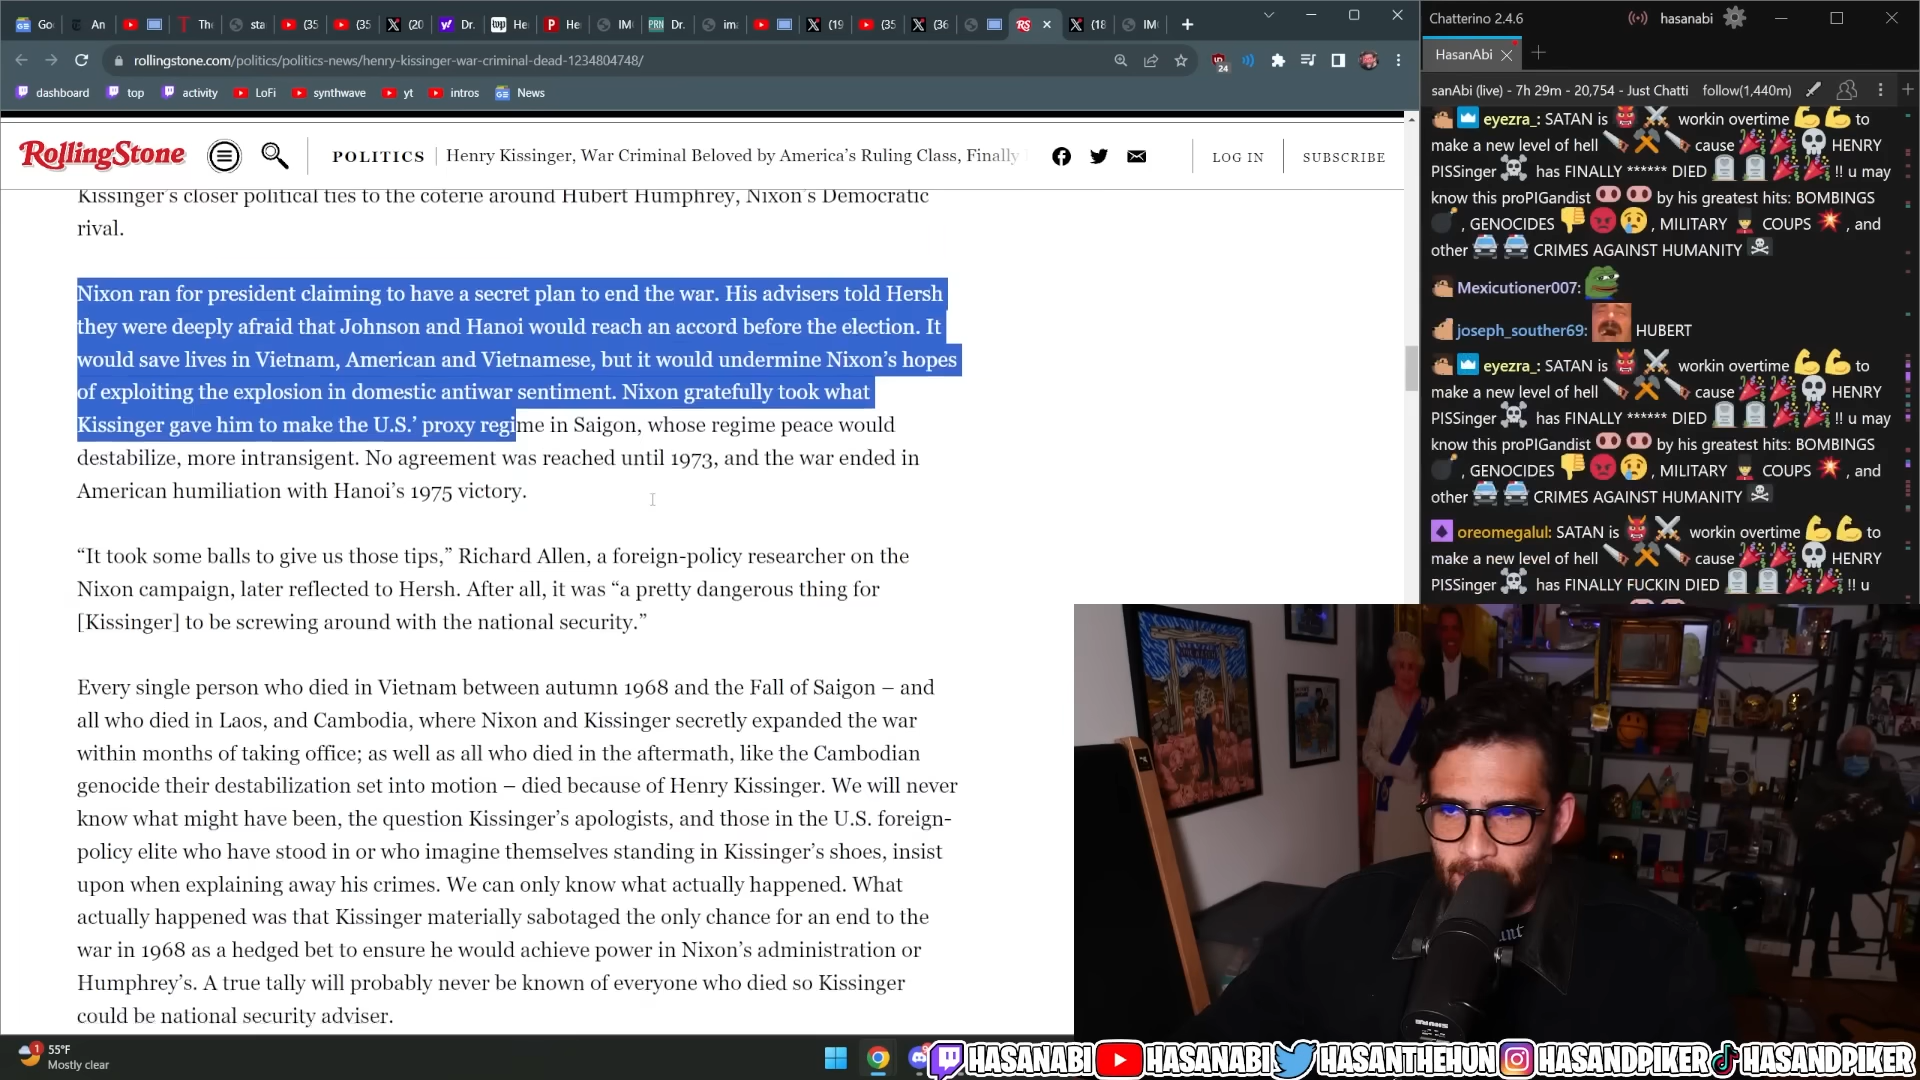 Go
An
Th
sta
(35
(35
(20
Dr.
He
He
IM(
Dr.
im
(19
(35
(36
(18
IM(
rollingstone.com/politics/politics-news/henry-kissinger-war-criminal-dead-1234804748/
24
dashboard
top
activity
LoFi
synthwave
yt
intros
News
RollingStone
POLITICS
Henry Kissinger, War Criminal Beloved by America's Ruling Class, Finally
LOG IN
SUBSCRIBE
Kissinger's closer political ties to the coterie around Hubert Humphrey, Nixon's Democratic
rival.
Nixon ran for president claiming to have a secret plan to end the war. His advisers told Hersh
they were deeply afraid that Johnson and Hanoi would reach an accord before the election. It
would save lives in Vietnam, American and Vietnamese, but it would undermine Nixon's hopes
of exploiting the explosion in domestic antiwar sentiment. Nixon gratefully took what
Kissinger gave him to make the U.S.' proxy regime in Saigon, whose regime peace would
destabilize, more intransigent. No agreement was reached until 1973, and the war ended in
American humiliation with Hanoi's 1975 victory.
“It took some balls to give us those tips,” Richard Allen, a foreign-policy researcher on the
Nixon campaign, later reflected to Hersh. After all, it was “a pretty dangerous thing for
[Kissinger] to be screwing around with the national security.”
Every single person who died in Vietnam between autumn 1968 and the Fall of Saigon – and
all who died in Laos, and Cambodia, where Nixon and Kissinger secretly expanded the war
within months of taking office; as well as all who died in the aftermath, like the Cambodian
genocide their destabilization set into motion – died because of Henry Kissinger. We will never
know what might have been, the question Kissinger's apologists, and those in the U.S. foreign-
policy elite who have stood in or who imagine themselves standing in Kissinger's shoes, insist
upon when explaining away his crimes. We can only know what actually happened. What
actually happened was that Kissinger materially sabotaged the only chance for an end to the
war in 1968 as a hedged bet to ensure he would achieve power in Nixon's administration or
Humphrey's. A true tally will probably never be known of everyone who died so Kissinger
could be national security adviser.
1
55°F
Mostly clear
Chatterino 2.4.6
hasanabi
HasanAbi
sanAbi (live) - 7h 29m - 20,754 - Just Chatti
follow(1,440m)
eyezra_: SATAN is 👹 ⚔️ workin overtime 💪 💪 to
make a new level of hell 🪚 ⚒️ 🪚 cause 🎉 🎉 💀 HENRY
PISSinger ☠️ has FINALLY ****** DIED 🪦 🪦 🎉 🎉 !! u may
know this proPIGandist 🐽 🐽 by his greatest hits: BOMBINGS
💣 , GENOCIDES 👎 😡 😢 , MILITARY 💂 COUPS 💥 , and
other 🚔 🚔 CRIMES AGAINST HUMANITY ☠️
Mexicutioner007:
joseph_souther69: HUBERT
eyezra_: SATAN is 👹 ⚔️ workin overtime 💪 💪 to
make a new level of hell 🪚 ⚒️ 🪚 cause 🎉 🎉 💀 HENRY
PISSinger ☠️ has FINALLY ****** DIED 🪦 🪦 🎉 🎉 !! u may
know this proPIGandist 🐽 🐽 by his greatest hits: BOMBINGS
💣 , GENOCIDES 👎 😡 😢 , MILITARY 💂 COUPS 💥 , and
other 🚔 🚔 CRIMES AGAINST HUMANITY ☠️
oreomegalul: SATAN is 👹 ⚔️ workin overtime 💪 💪 to
make a new level of hell 🪚 ⚒️ 🪚 cause 🎉 🎉 💀 HENRY
PISSinger ☠️ has FINALLY FUCKIN DIED 🪦 🪦 🎉 🎉 !! u
HASANABI HASANABI HASANTHEHUN HASANDPIKER HASANDPIKER